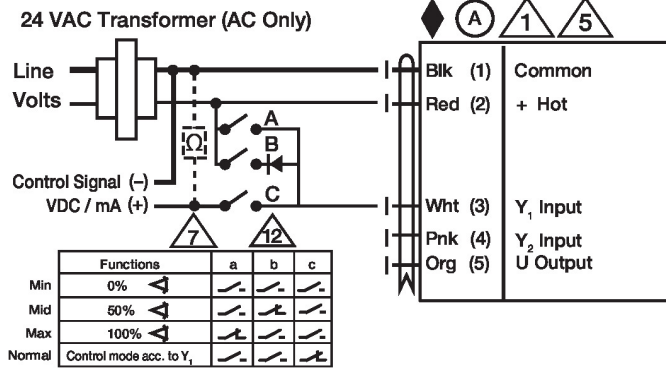 24 VAC Transformer (AC Only)
A 1 5
Line
Volts
Blk (1) Common
Red (2) + Hot
A
Ω
B
Control Signal (–)
VDC / mA (+)
C
Wht (3) Y1 Input
Pnk (4) Y2 Input
Org (5) U Output
7 12
Functions a b c
Min 0%
Mid 50%
Max 100%
Normal Control mode acc. to Y1